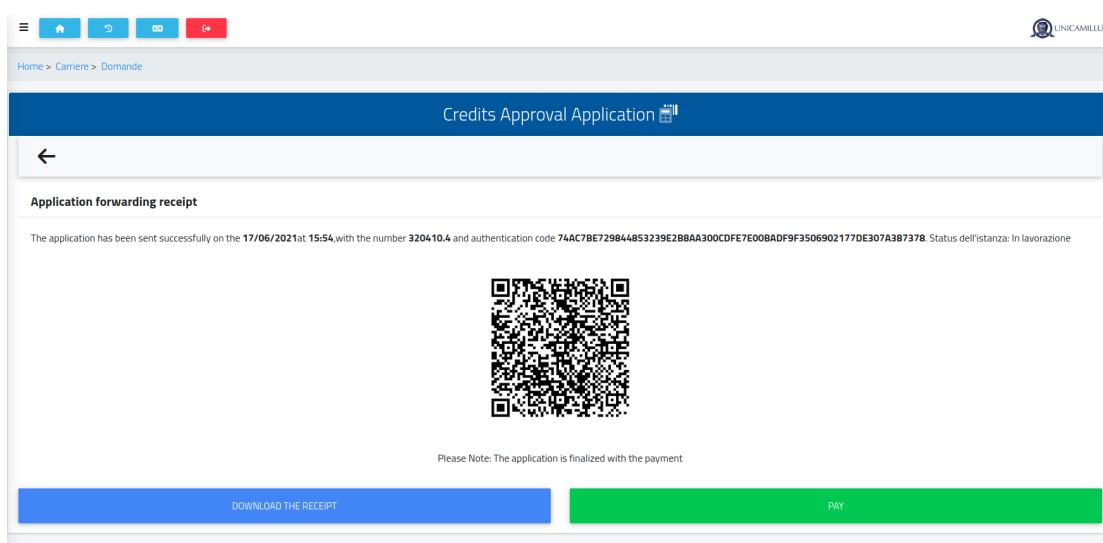 UNICAMILLU
Home > Carriere > Domande
Credits Approval Application
Application forwarding receipt
The application has been sent successfully on the 17/06/2021at 15:54,with the number 320410.4 and authentication code 74AC7BE729844853239E2B8AA300CDFE7E00BADF9F3506902177DE307A387378. Status dell'istanza: In lavorazione
Please Note: The application is finalized with the payment
DOWNLOAD THE RECEIPT
PAY